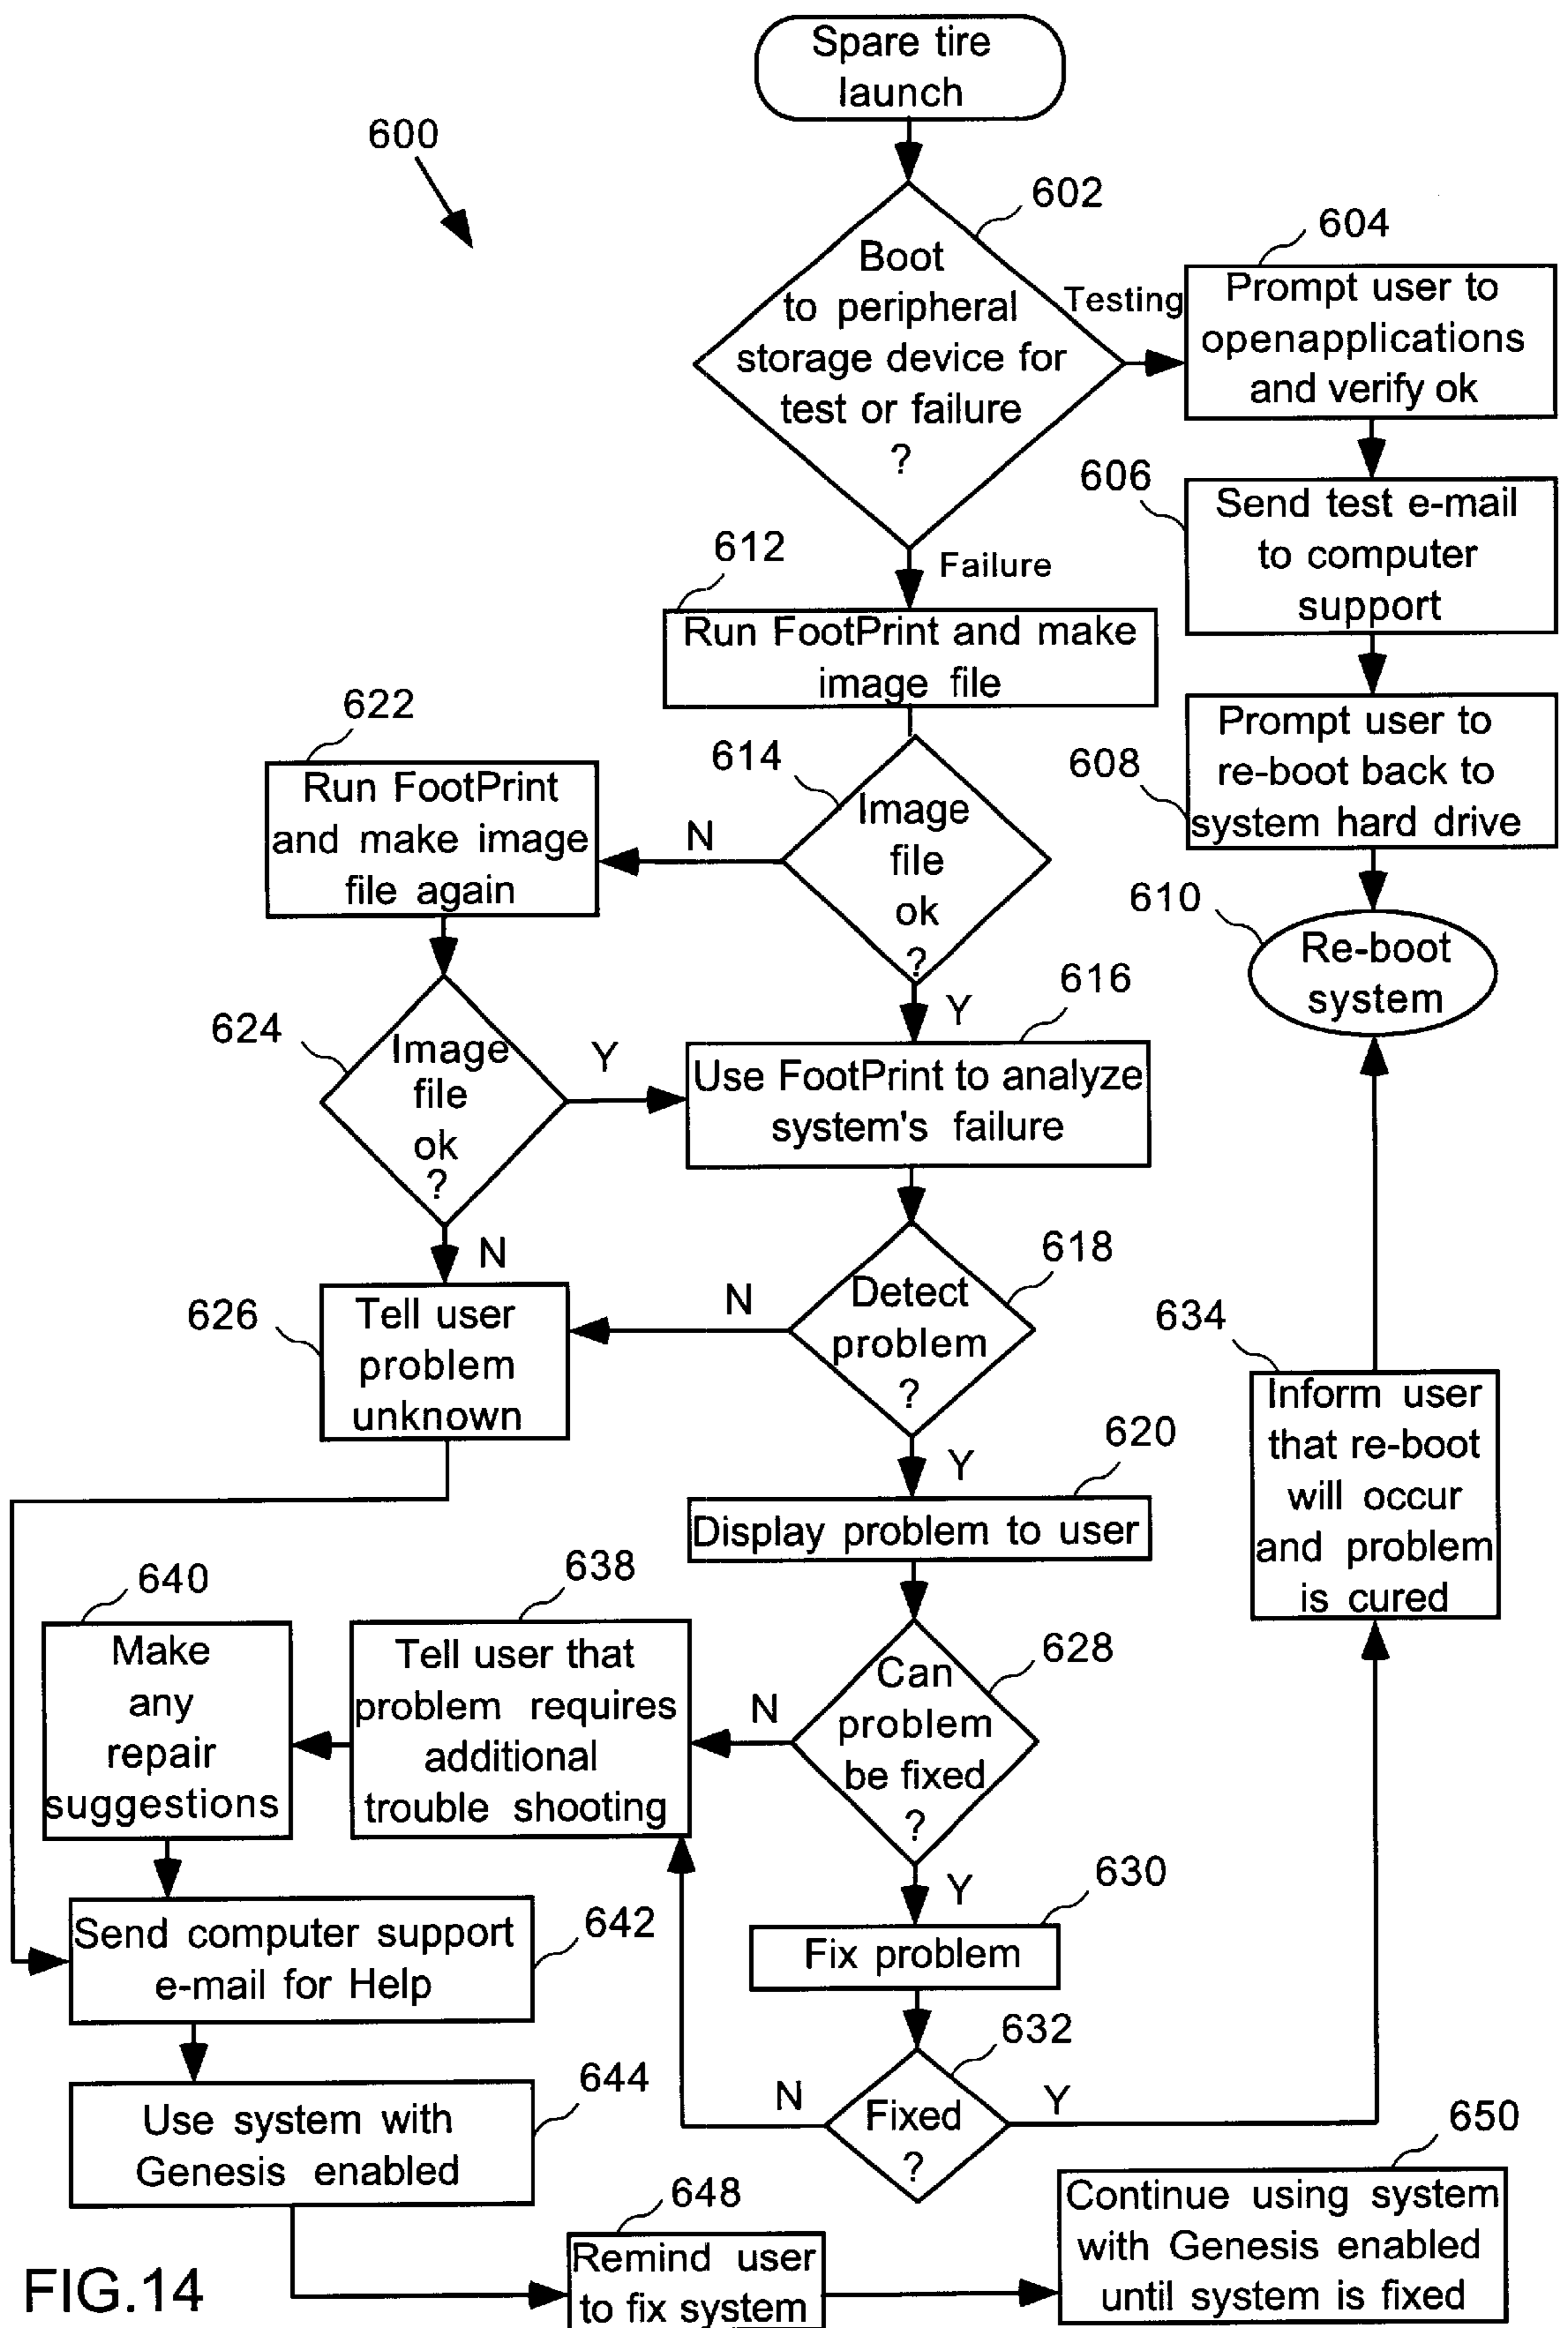 Spare tire
launch
600
602
Boot
to peripheral
storage device for
test or failure
?
Testing
604
Prompt user to
openapplications
and verify ok
606
Send test e-mail
to computer
support
612
Failure
Run FootPrint and make
image file
608
Prompt user to
re-boot back to
system hard drive
622
Run FootPrint
and make image
file again
614
Image
file
ok
?
N
Y
610
Re-boot
system
624
Image
file
ok
?
Y
N
616
Use FootPrint to analyze
system's failure
618
Detect
problem
?
N
Y
626
Tell user
problem
unknown
634
Inform user
that re-boot
will occur
and problem
is cured
620
Display problem to user
640
Make
any
repair
suggestions
638
Tell user that
problem requires
additional
trouble shooting
628
Can
problem
be fixed
?
N
Y
630
Fix problem
642
Send computer support
e-mail for Help
632
Fixed
?
N
Y
644
Use system with
Genesis enabled
648
Remind user
to fix system
650
Continue using system
with Genesis enabled
until system is fixed
FIG.14